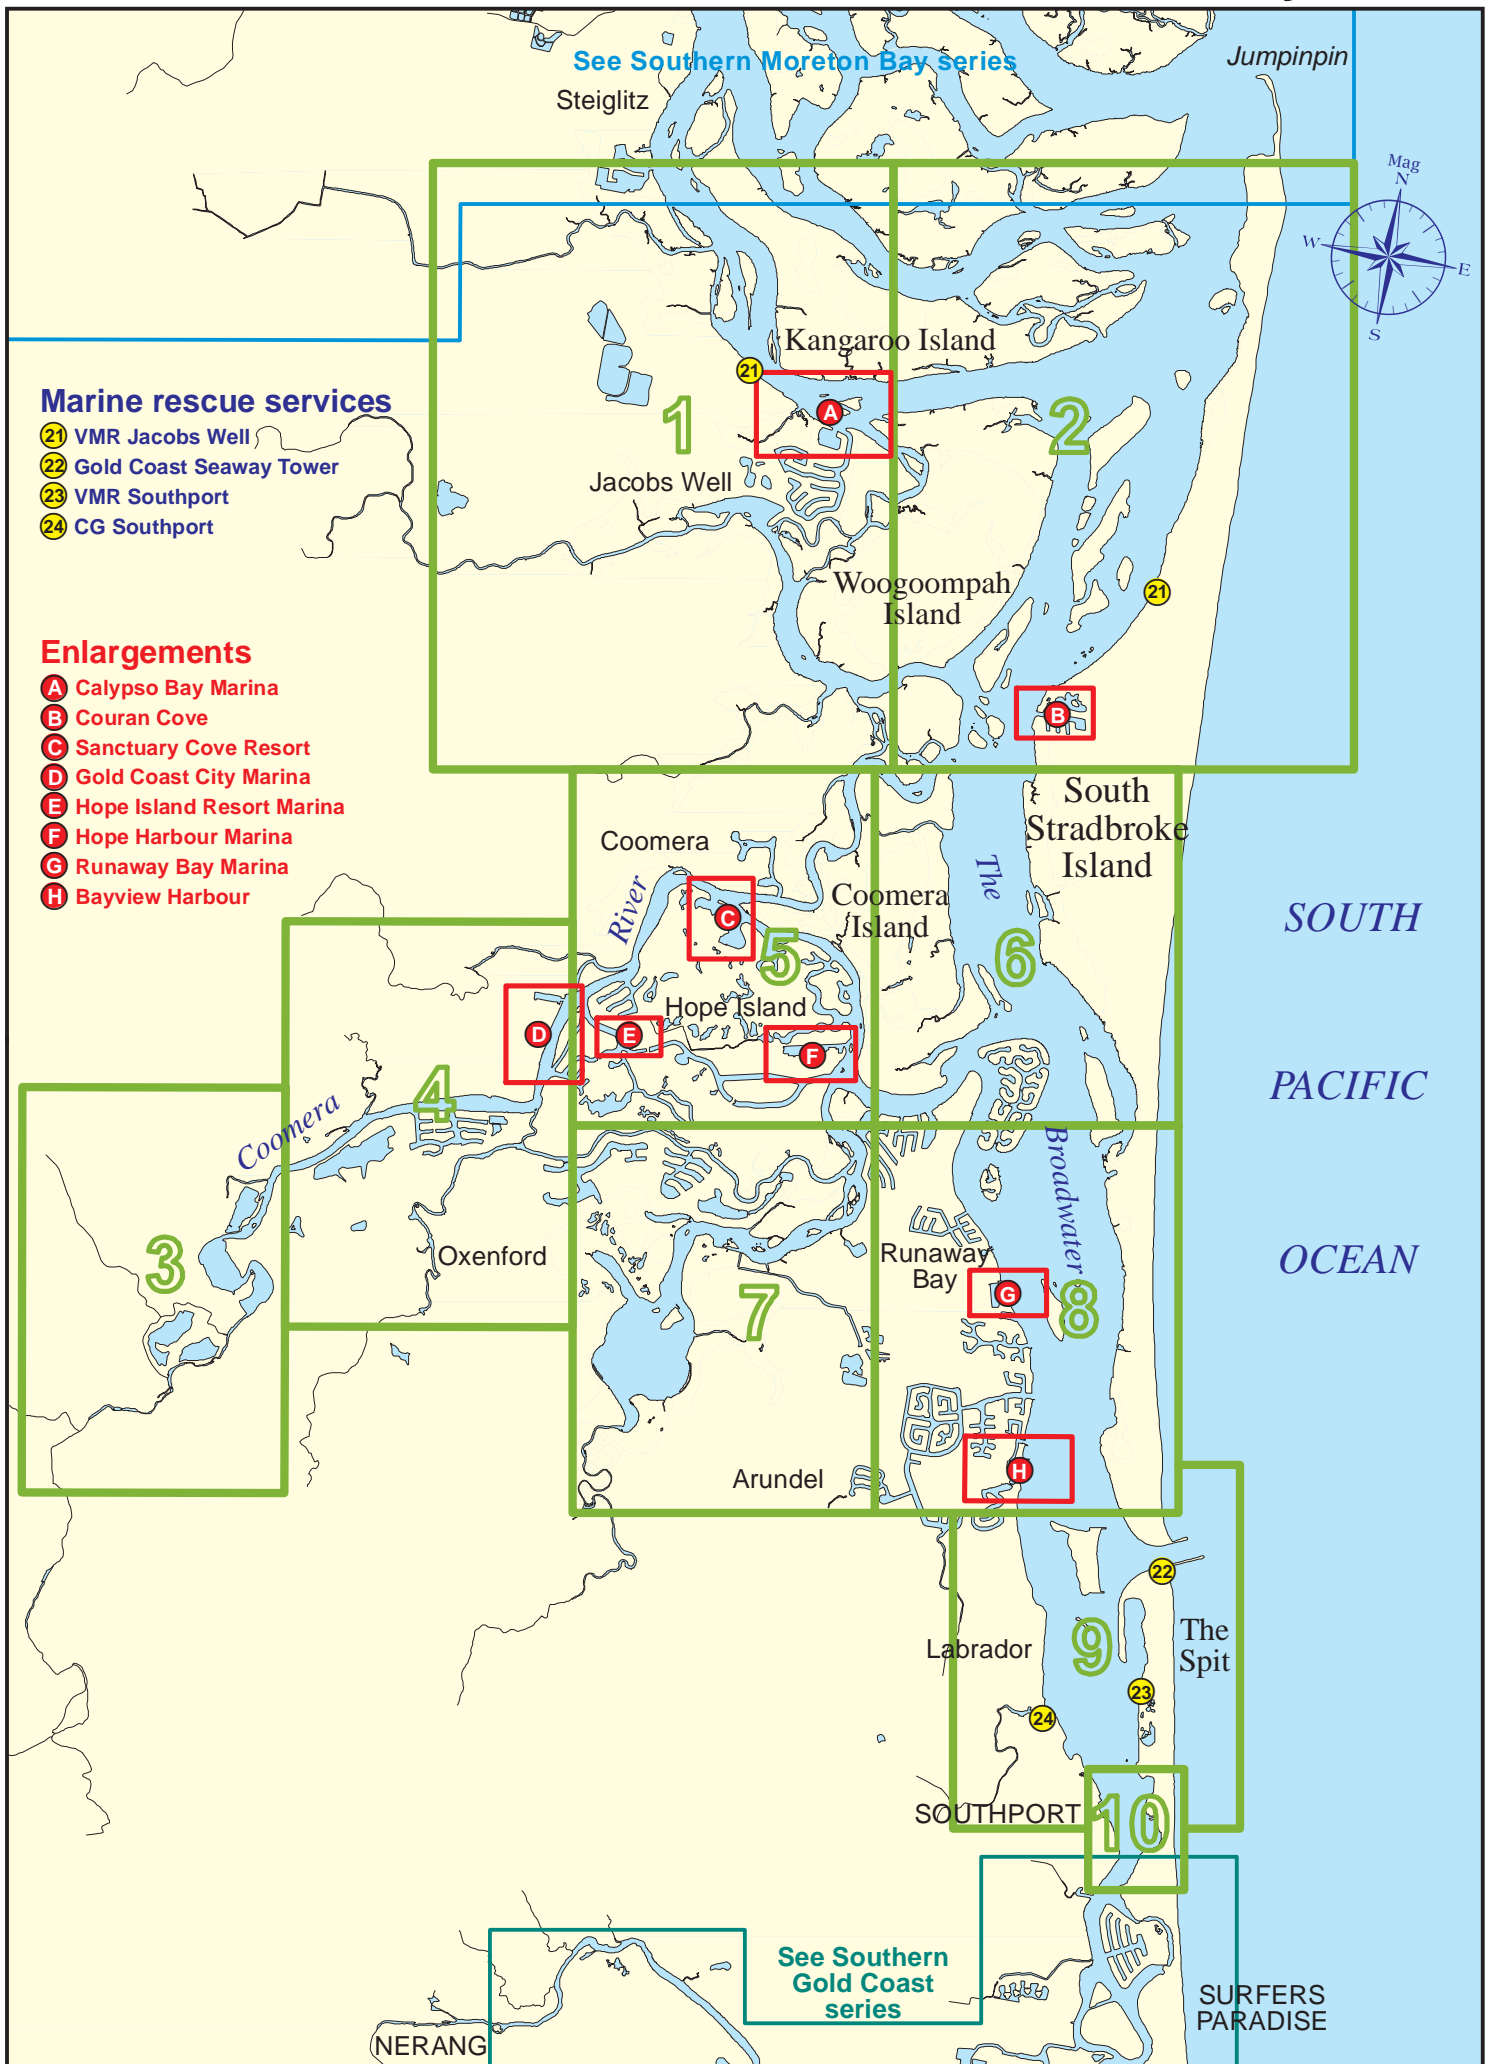 See Southern Moreton Bay series
Jumpinpin
Steiglitz
Mag
N
W
E
S
Kangaroo Island
Marine rescue services
21 VMR Jacobs Well
22 Gold Coast Seaway Tower
23 VMR Southport
24 CG Southport
21
A
1
2
Jacobs Well
Woogoompah
Island
21
Enlargements
A Calypso Bay Marina
B Couran Cove
C Sanctuary Cove Resort
D Gold Coast City Marina
E Hope Island Resort Marina
F Hope Harbour Marina
G Runaway Bay Marina
H Bayview Harbour
B
South
Stradbroke
Island
Coomera
The
River
Coomera
Island
C
5
6
SOUTH
Hope Island
D
E
F
4
PACIFIC
Coomera
Broadwater
3
Oxenford
Runaway
Bay
OCEAN
G
7
8
Arundel
H
22
The
Spit
Labrador
9
23
24
SOUTHPORT
10
See Southern
Gold Coast
series
SURFERS
PARADISE
NERANG